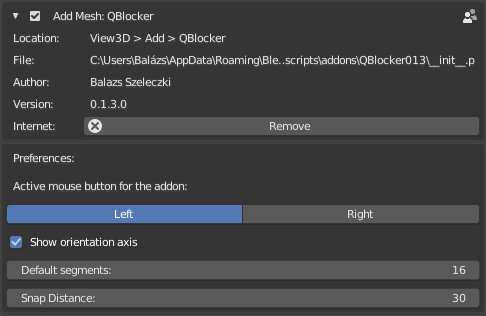 Add Mesh: QBlocker
Location: View3D > Add > QBlocker
File: C:\Users\Balázs\AppData\Roaming\Ble..scripts\addons\QBlocker013\__init__.p
Author: Balazs Szeleczki
Version: 0.1.3.0
Internet: Remove
Preferences:
Active mouse button for the addon:
Left Right
Show orientation axis
Default segments: 16
Snap Distance: 30